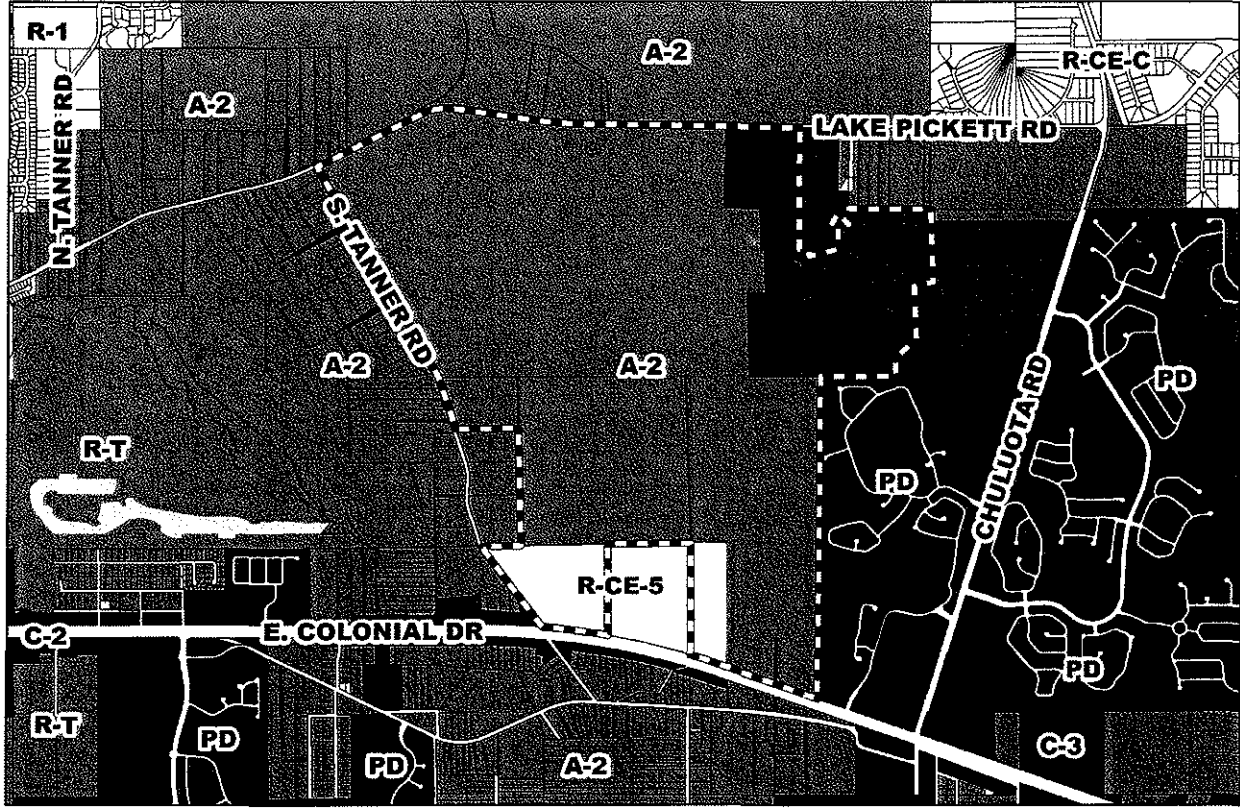 R-1
A-2
R-CE-C
N. TANNER RD
A-2
LAKE PICKETT RD
S. TANNER RD
A-2
A-2
PD
CHULUOTA RD
R-T
PD
R-CE-5
C-2
E. COLONIAL DR
PD
R-T
PD
PD
A-2
C-3